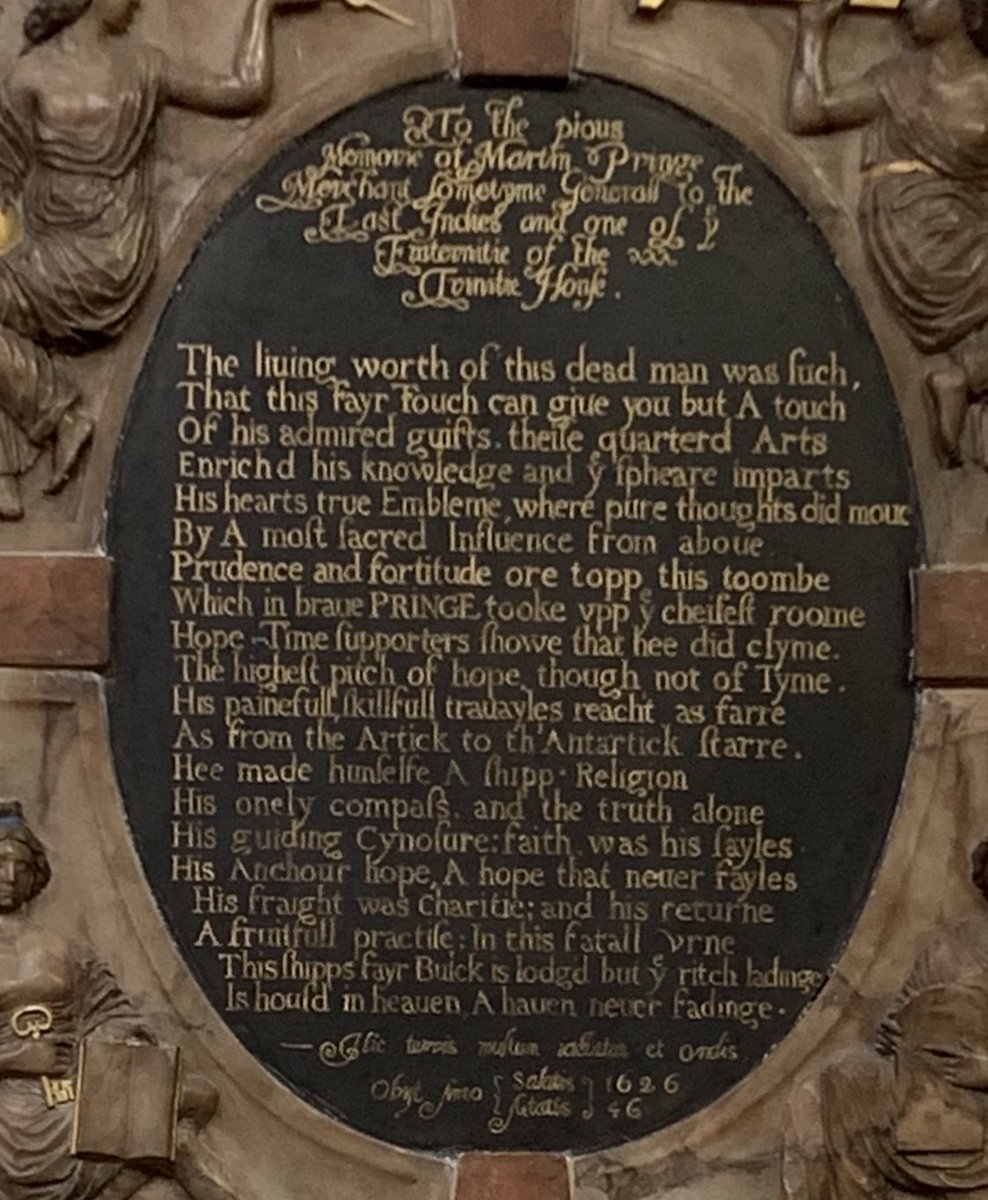 To the pious
Memorie of Martin Pringe
Merchant sometyme Generall to the
East Indies and one of yͤ
Fraternitie of the
Trinitie House.
The liuing worth of this dead man was ſuch,
That this fayr Touch can giue you but A touch
Of his admired guifts. theiſe quarterd Arts
Enrichd his knowledge and yͤ ſpheare imparts
His hearts true Embleme, where pure thoughts did moue
By A moſt ſacred Influence from aboue
Prudence and fortitude ore topp this toombe
Which in braue PRINGE tooke vpp yͤ cheifeſt roome
Hope - Time ſupporters ſhowe that hee did clyme.
The higheſt pitch of hope, though not of Tyme.
His painefull, ſkillfull trauayles reacht as farre
As from the Artick to th'Antartick ſtarre.
Hee made himſelfe A ſhipp. Religion
His onely compaſs, and the truth alone
His guiding Cynoſure: faith was his ſayles
His Anchour hope, A hope that neuer fayles
His fraight was Charitie; and his returne
A fruitfull practiſe; In this fatall vrne
This ſhipps fayr Bulck is lodgd but yͤ ritch ladinge
Is houſd in heauen, A hauen neuer fadinge.
Hic terris multum et ondis
Obijt Anno { Salutis } 1626
{ Ætatis } 46